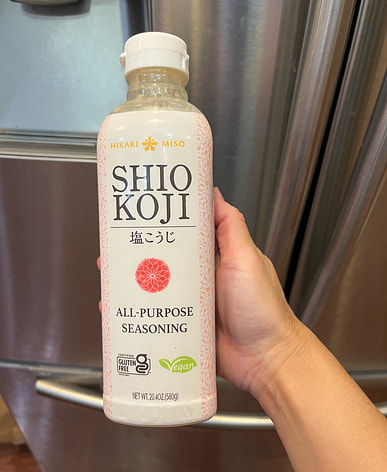 HIKARI MISO
SHIO
KOJI
塩こうじ
ALL-PURPOSE
SEASONING
CERTIFIED
GLUTEN
FREE
Vegan
NET WT. 20.4OZ.(580g)